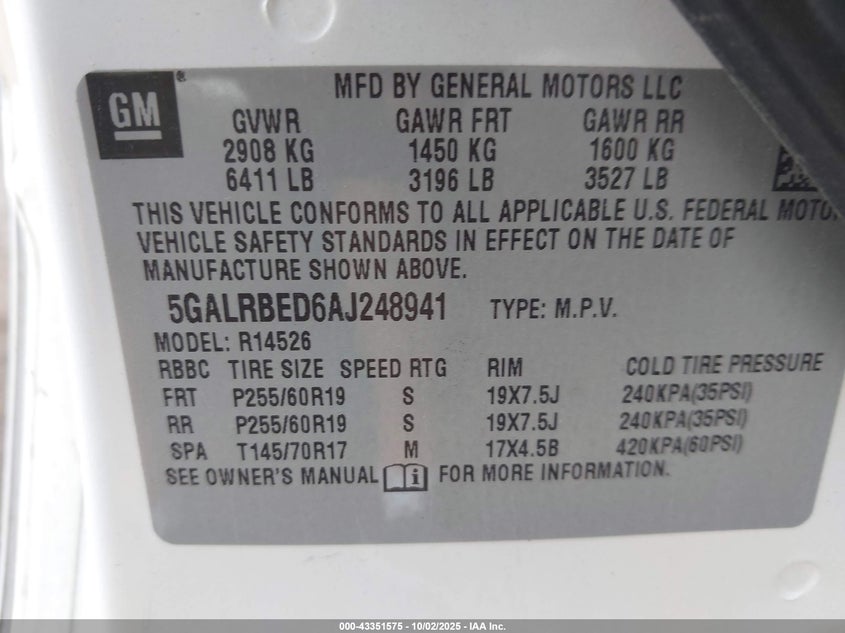 GM ®
MFD BY GENERAL MOTORS LLC
GVWR GAWR FRT GAWR RR
2908 KG 1450 KG 1600 KG
6411 LB 3196 LB 3527 LB
THIS VEHICLE CONFORMS TO ALL APPLICABLE U.S. FEDERAL MOTO
VEHICLE SAFETY STANDARDS IN EFFECT ON THE DATE OF
MANUFACTURE SHOWN ABOVE.
5GALRBED6AJ248941 TYPE: M.P.V.
MODEL: R14526
RBBC TIRE SIZE SPEED RTG RIM COLD TIRE PRESSURE
FRT P255/60R19 S 19X7.5J 240KPA(35PSI)
RR P255/60R19 S 19X7.5J 240KPA(35PSI)
SPA T145/70R17 M 17X4.5B 420KPA(60PSI)
SEE OWNER'S MANUAL i FOR MORE INFORMATION.
000-43351575 - 10/02/2025 - IAA Inc.